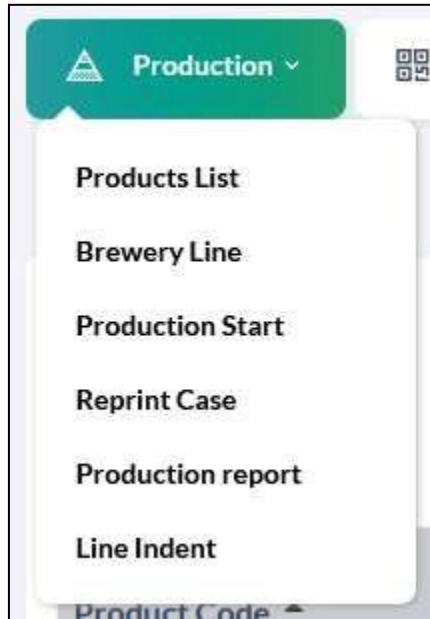 Production
Products List
Brewery Line
Production Start
Reprint Case
Production report
Line Indent
Product Code